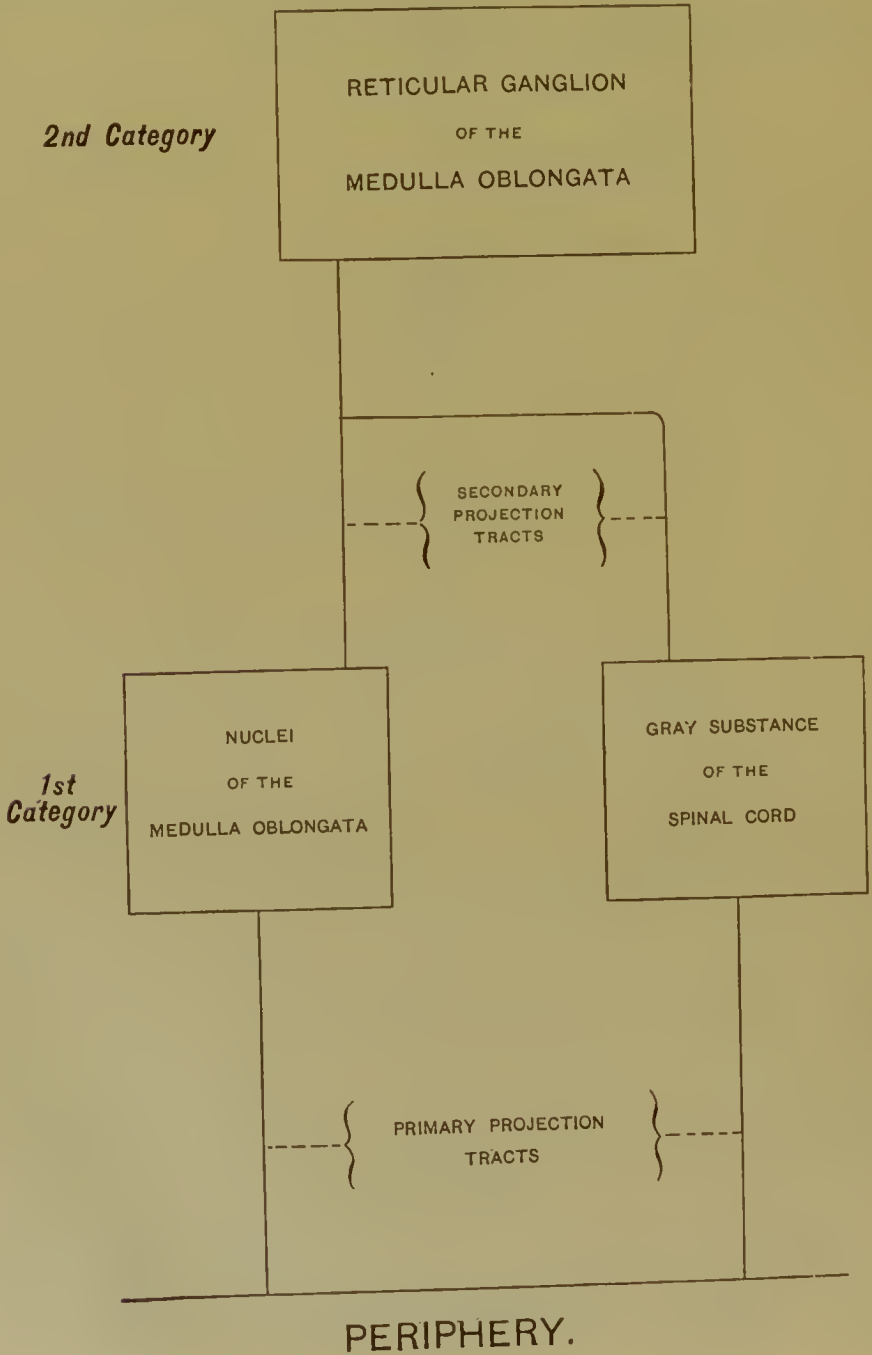 RETICULAR GANGLION
OF THE
MEDULLA OBLONGATA
2nd Category
SECONDARY
PROJECTION
TRACTS
1st
Category
NUCLEI
OF THE
MEDULLA OBLONGATA
GRAY SUBSTANCE
OF THE
SPINAL CORD
PRIMARY PROJECTION
TRACTS
PERIPHERY.